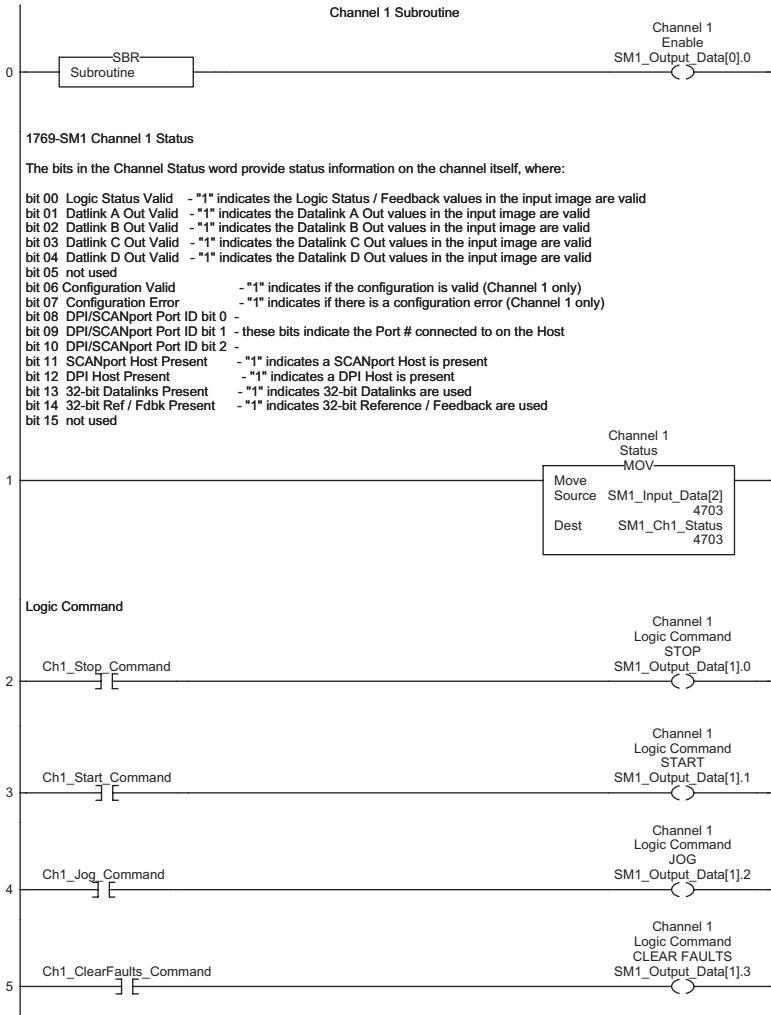 Channel 1 Subroutine
Channel 1
Enable
SBR
SM1_Output_Data[0].0
0
Subroutine
1769-SM1 Channel 1 Status
The bits in the Channel Status word provide status information on the channel itself, where:
bit 00 Logic Status Valid - "1" indicates the Logic Status / Feedback values in the input image are valid
bit 01 Datlink A Out Valid - "1" indicates the Datalink A Out values in the input image are valid
bit 02 Datlink B Out Valid - "1" indicates the Datalink B Out values in the input image are valid
bit 03 Datlink C Out Valid - "1" indicates the Datalink C Out values in the input image are valid
bit 04 Datlink D Out Valid - "1" indicates the Datalink D Out values in the input image are valid
bit 05 not used
bit 06 Configuration Valid - "1" indicates if the configuration is valid (Channel 1 only)
bit 07 Configuration Error - "1" indicates if there is a configuration error (Channel 1 only)
bit 08 DPI/SCANport Port ID bit 0 -
bit 09 DPI/SCANport Port ID bit 1 - these bits indicate the Port # connected to on the Host
bit 10 DPI/SCANport Port ID bit 2 -
bit 11 SCANport Host Present - "1" indicates a SCANport Host is present
bit 12 DPI Host Present - "1" indicates a DPI Host is present
bit 13 32-bit Datalinks Present - "1" indicates 32-bit Datalinks are used
bit 14 32-bit Ref / Fdbk Present - "1" indicates 32-bit Reference / Feedback are used
bit 15 not used
Channel 1
Status
MOV
1
Move
Source SM1_Input_Data[2]
4703
Dest SM1_Ch1_Status
4703
Logic Command
Channel 1
Logic Command
STOP
Ch1_Stop_Command SM1_Output_Data[1].0
2
Channel 1
Logic Command
START
Ch1_Start_Command SM1_Output_Data[1].1
3
Channel 1
Logic Command
JOG
Ch1_Jog_Command SM1_Output_Data[1].2
4
Channel 1
Logic Command
CLEAR FAULTS
Ch1_ClearFaults_Command SM1_Output_Data[1].3
5